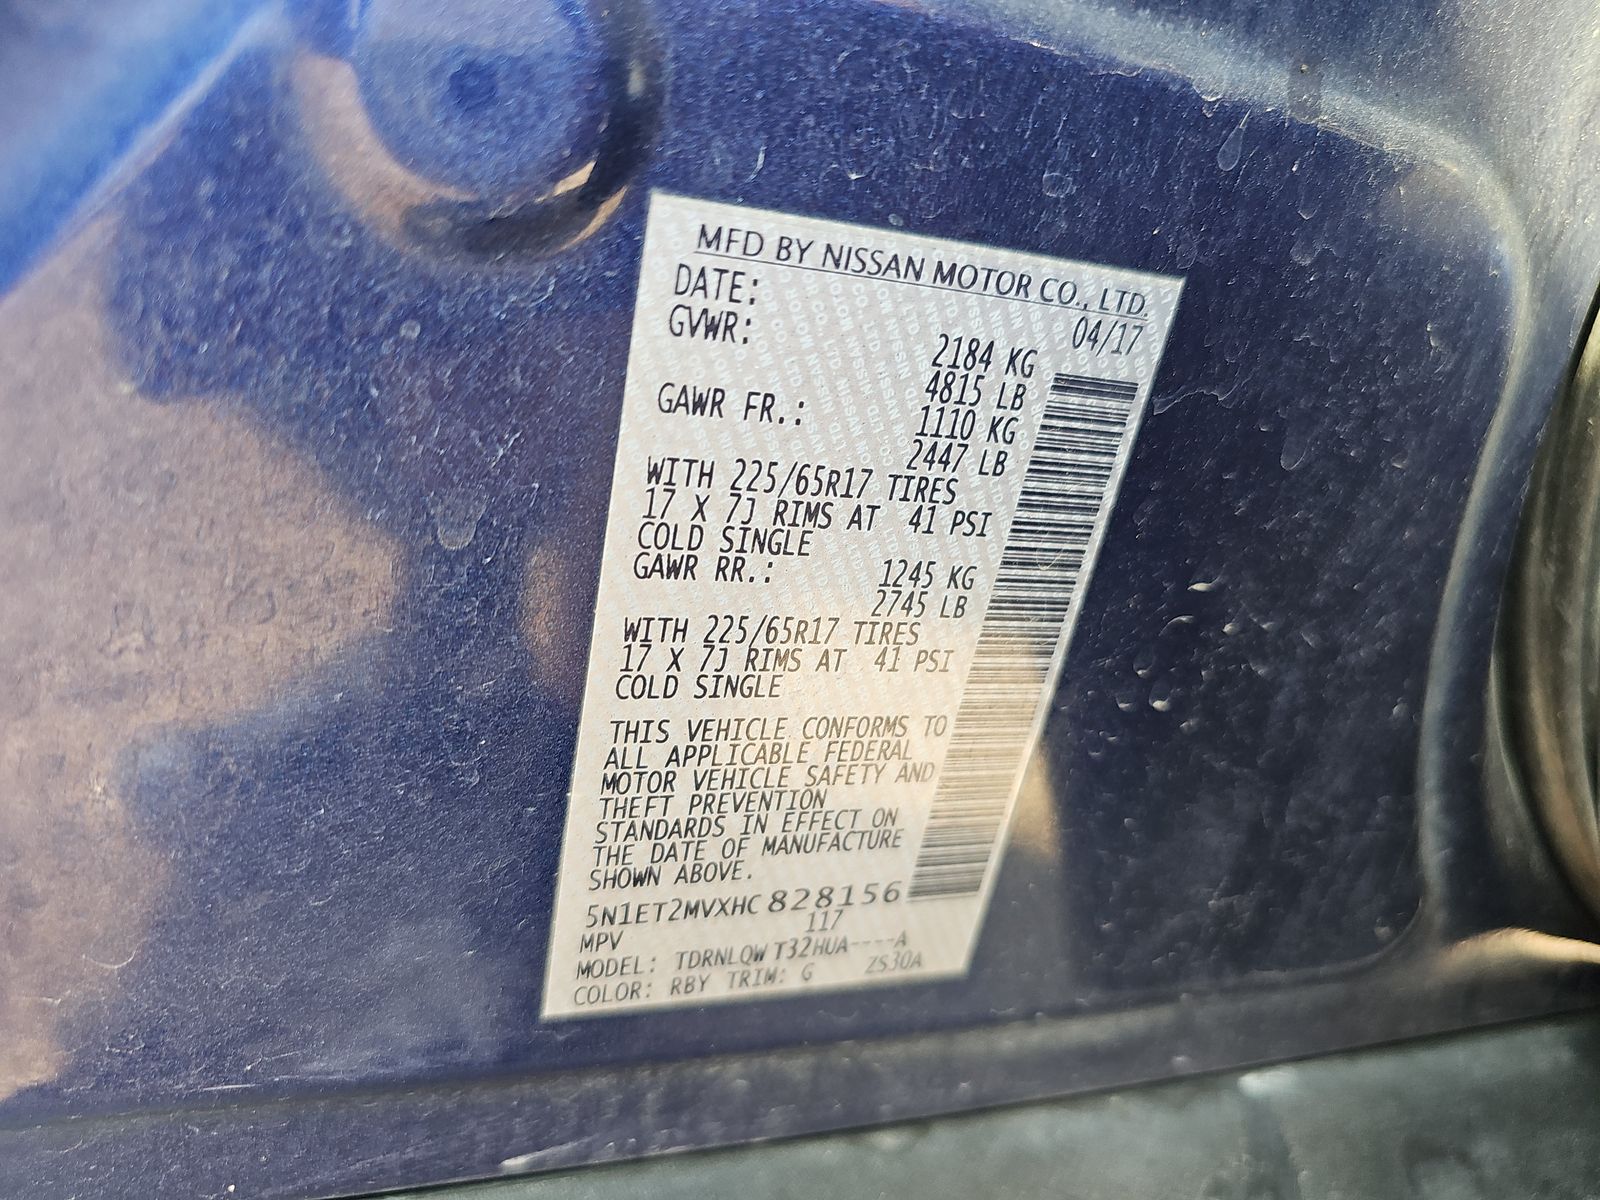 MFD BY NISSAN MOTOR CO., LTD.
DATE: 04/17
GVWR: 2184 KG
4815 LB
GAWR FR.: 1110 KG
2447 LB
WITH 225/65R17 TIRES
17 X 7J RIMS AT 41 PSI
COLD SINGLE
GAWR RR.: 1245 KG
2745 LB
WITH 225/65R17 TIRES
17 X 7J RIMS AT 41 PSI
COLD SINGLE
THIS VEHICLE CONFORMS TO
ALL APPLICABLE FEDERAL
MOTOR VEHICLE SAFETY AND
THEFT PREVENTION
STANDARDS IN EFFECT ON
THE DATE OF MANUFACTURE
SHOWN ABOVE.
5N1ET2MVXHC828156
MPV 117
MODEL: TDRNLQW T32HUA----A
COLOR: RBY TRIM: G ZS30A